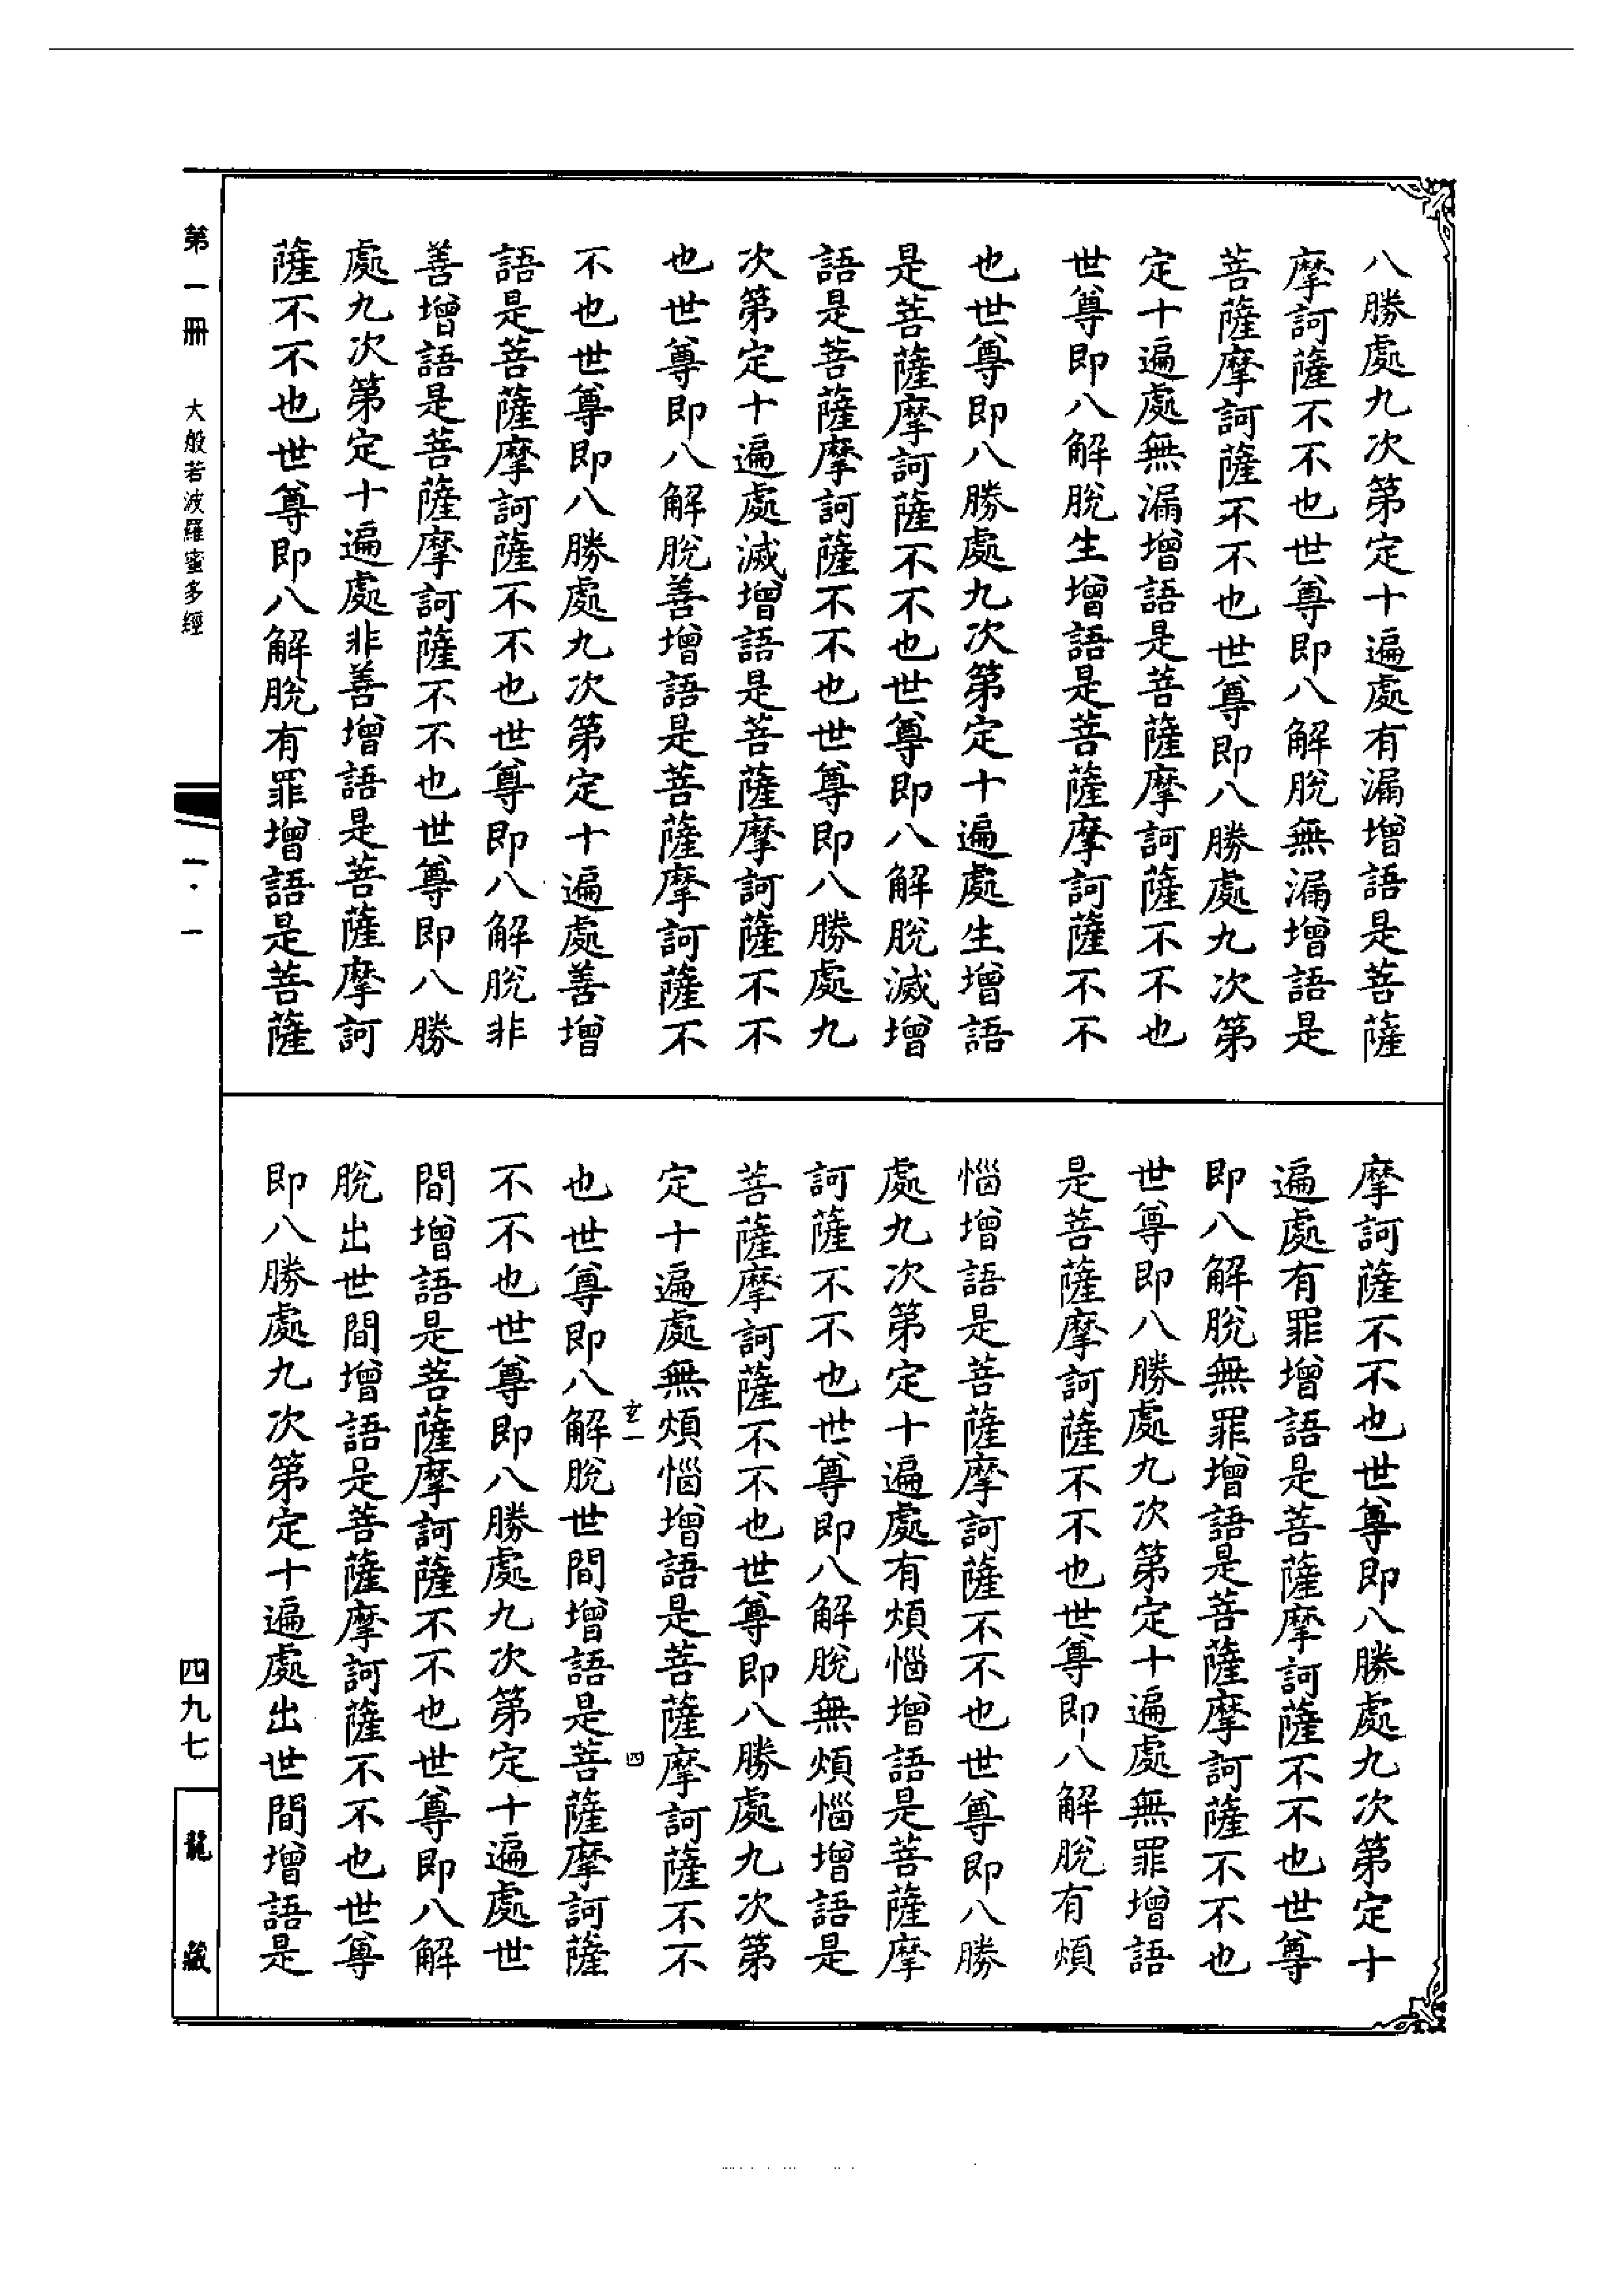 八勝處九次第定十遍處有漏增語是菩薩
摩訶薩不不也世尊即八解脫無漏增語是
菩薩摩訶薩不不也世尊即八勝處九次第
定十遍處無漏增語是菩薩摩訶薩不不也
世尊即八解脫生增語是菩薩摩訶薩不不
也世尊即八勝處九次第定十遍處生增語
是菩薩摩訶薩不不也世尊即八解脫滅增
語是菩薩摩訶薩不不也世尊即八勝處九
次第定十遍處滅增語是菩薩摩訶薩不不
也世尊即八解脫善增語是菩薩摩訶薩不
不也世尊即八勝處九次第定十遍處善增
語是菩薩摩訶薩不不也世尊即八解脫非
善增語是菩薩摩訶薩不不也世尊即八勝
處九次第定十遍處非善增語是菩薩摩訶
薩不不也世尊即八解脫有罪增語是菩薩
摩訶薩不不也世尊即八勝處九次第定十
遍處有罪增語是菩薩摩訶薩不不也世尊
即八解脫無罪增語是菩薩摩訶薩不不也
世尊即八勝處九次第定十遍處無罪增語
是菩薩摩訶薩不不也世尊即八解脫有煩
惱增語是菩薩摩訶薩不不也世尊即八勝
處九次第定十遍處有煩惱增語是菩薩摩
訶薩不不也世尊即八解脫無煩惱增語是
菩薩摩訶薩不不也世尊即八勝處九次第
定十遍處無煩惱增語是菩薩摩訶薩不不
一 四
也世尊即八解脫世間增語是菩薩摩訶薩
不不也世尊即八勝處九次第定十遍處世
間增語是菩薩摩訶薩不不也世尊即八解
脫出世間增語是菩薩摩訶薩不不也世尊
即八勝處九次第定十遍處出世間增語是
第一冊 大般若波羅蜜多經 一·一 四九七 龍藏